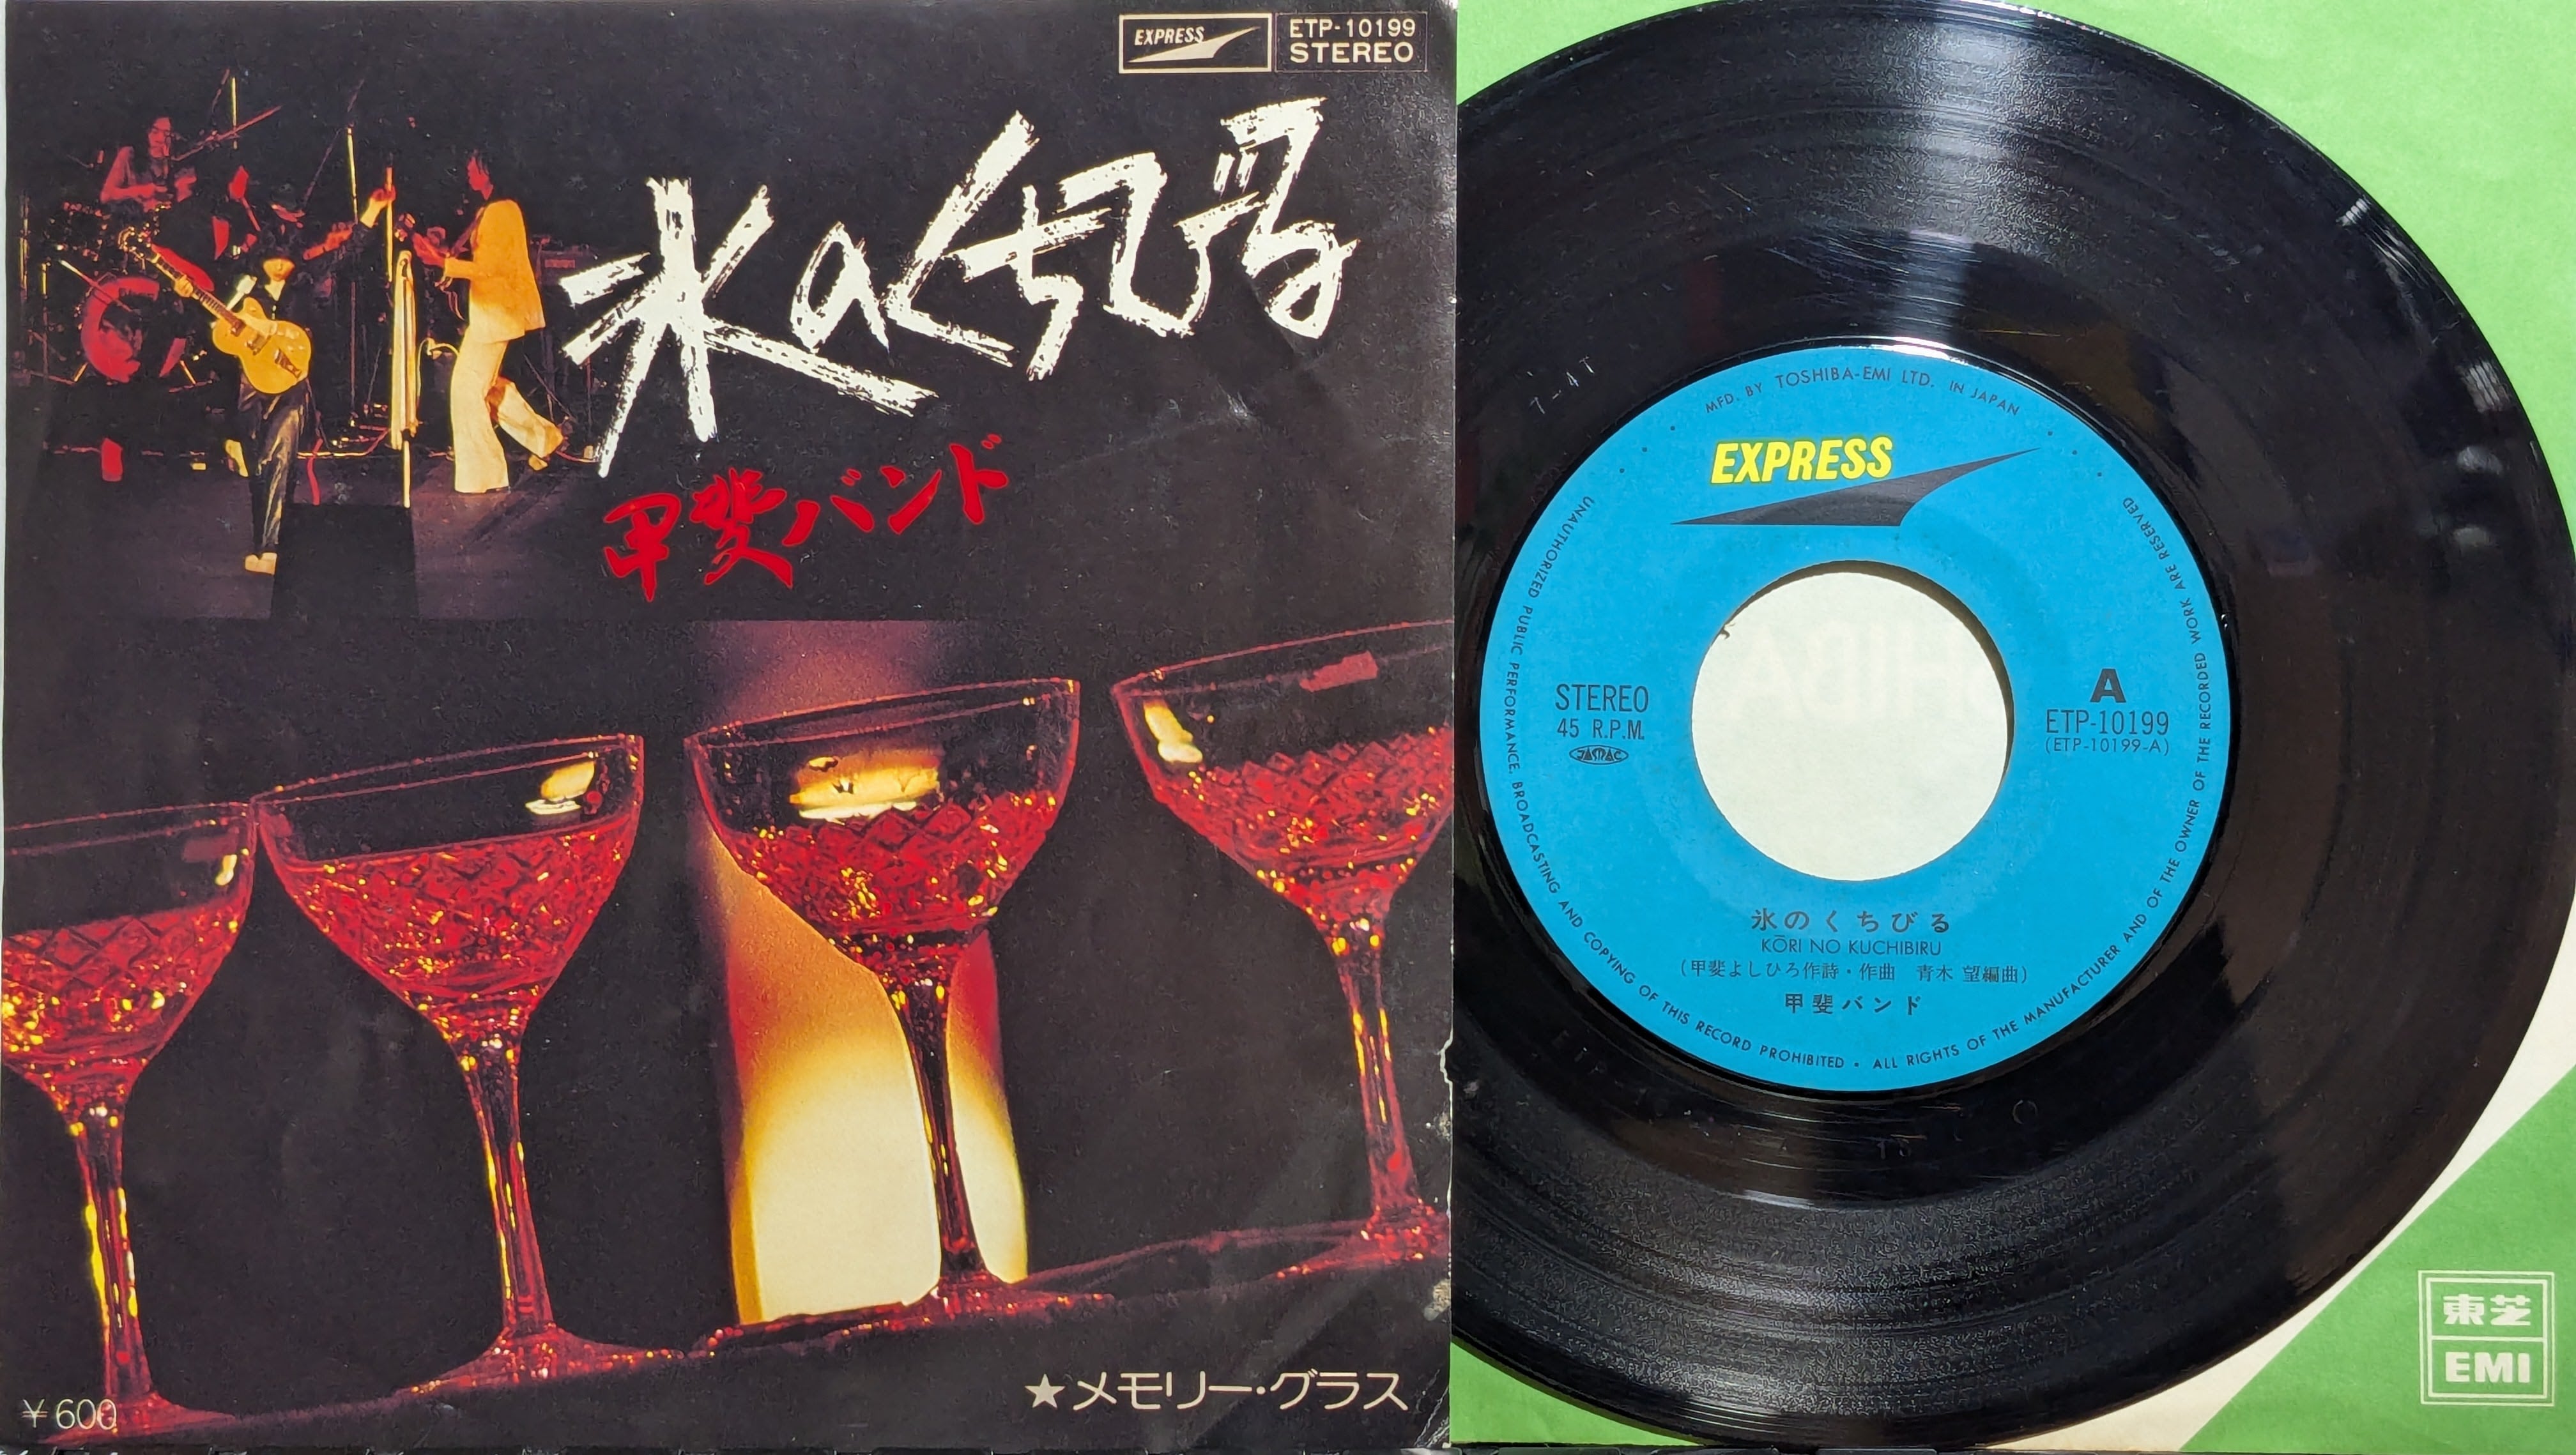 EXPRESS
ETP-10199
STEREO
氷のくちびる
甲斐バンド
★メモリー・グラス
¥600
MFD. BY TOSHIBA-EMI LTD. IN JAPAN
EXPRESS
STEREO
45 R.P.M.
JASRAC
A
ETP-10199
(ETP-10199-A)
氷のくちびる
KŌRI NO KUCHIBIRU
(甲斐よしひろ作詩・作曲 青木 望編曲)
甲斐バンド
UNAUTHORIZED PUBLIC PERFORMANCE, BROADCASTING AND COPYING OF THIS RECORD PROHIBITED • ALL RIGHTS OF THE MANUFACTURER AND OF THE OWNER OF THE RECORDED WORK ARE RESERVED
7-4T
東芝
EMI